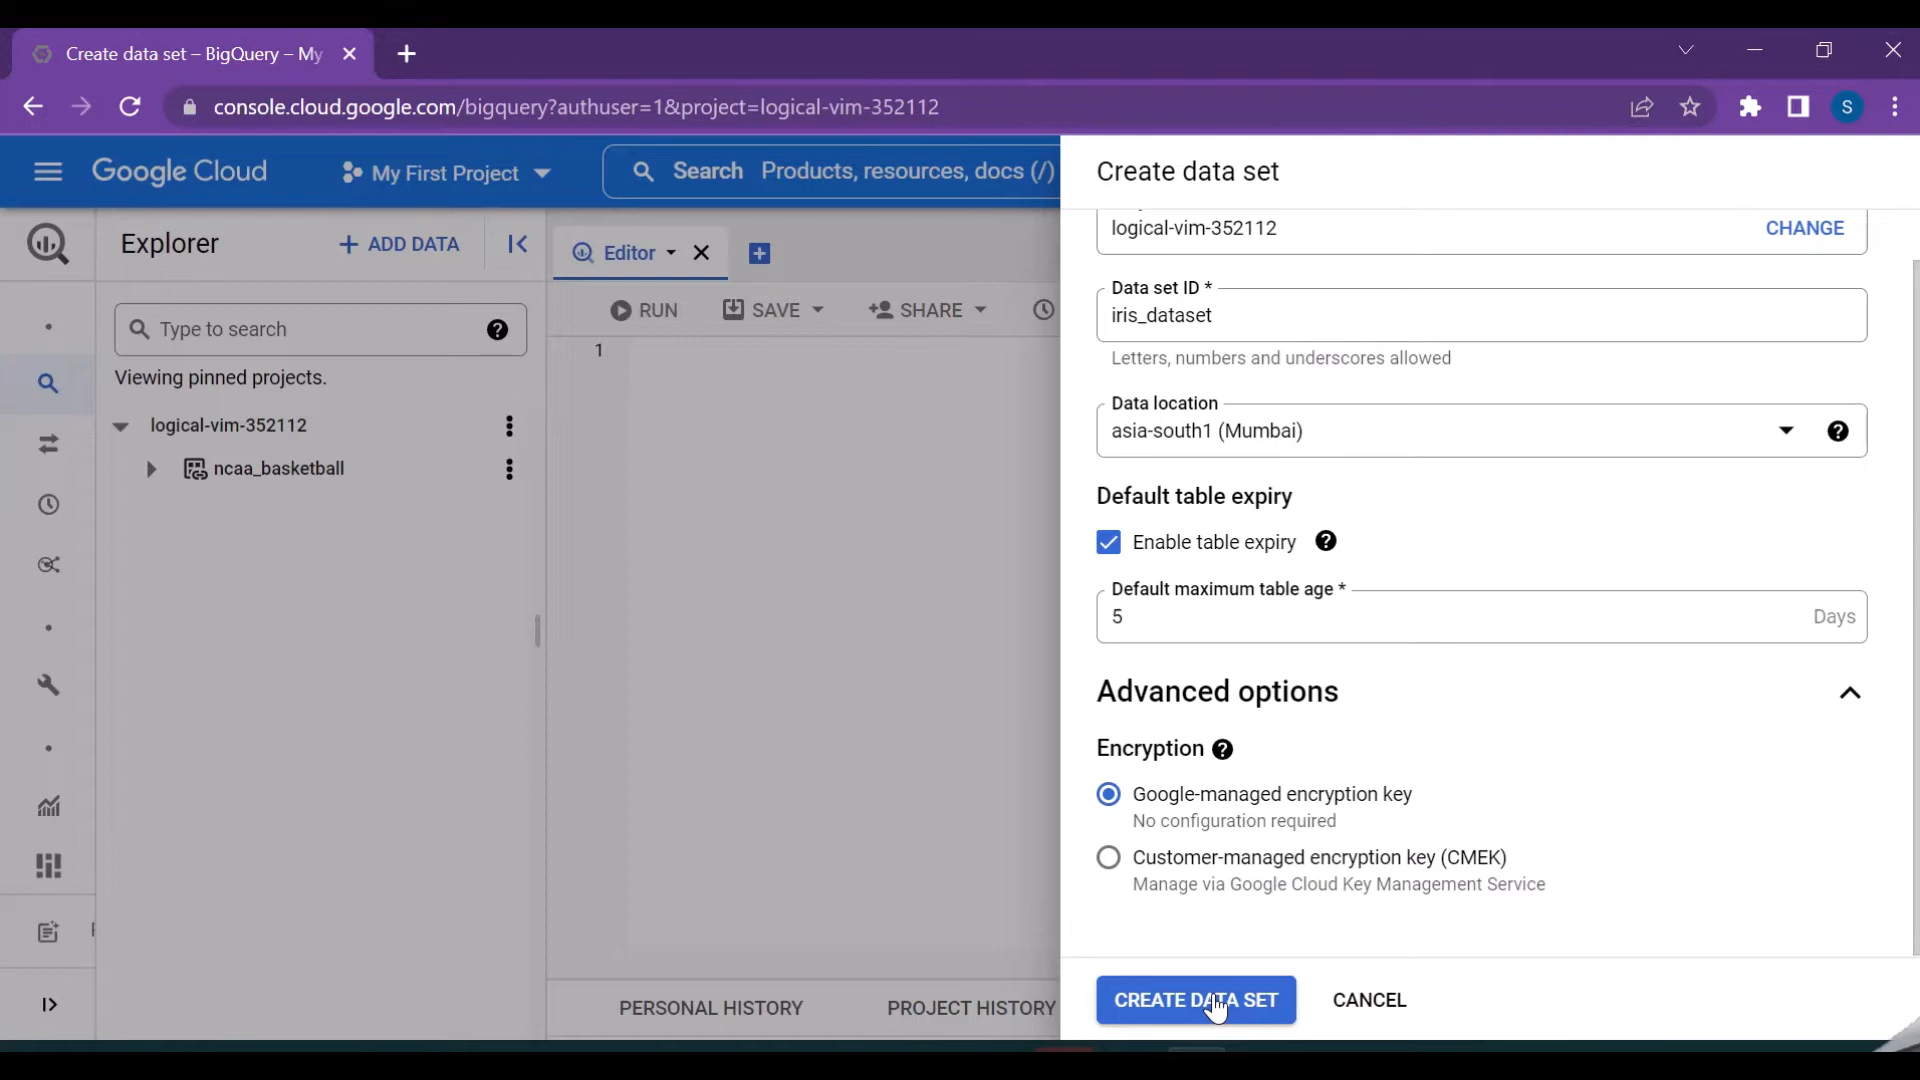 Create data set – BigQuery – My
console.cloud.google.com/bigquery?authuser=1&project=logical-vim-352112
S
Google Cloud
My First Project
Search Products, resources, docs (/)
Create data set
logical-vim-352112
CHANGE
Explorer
+ ADD DATA
Editor
Data set ID *
iris_dataset
Letters, numbers and underscores allowed
RUN
SAVE
SHARE
Type to search
1
Viewing pinned projects.
logical-vim-352112
ncaa_basketball
Data location
asia-south1 (Mumbai)
Default table expiry
Enable table expiry
Default maximum table age *
5
Days
Advanced options
Encryption
Google-managed encryption key
No configuration required
Customer-managed encryption key (CMEK)
Manage via Google Cloud Key Management Service
PERSONAL HISTORY
PROJECT HISTORY
CREATE DATA SET
CANCEL